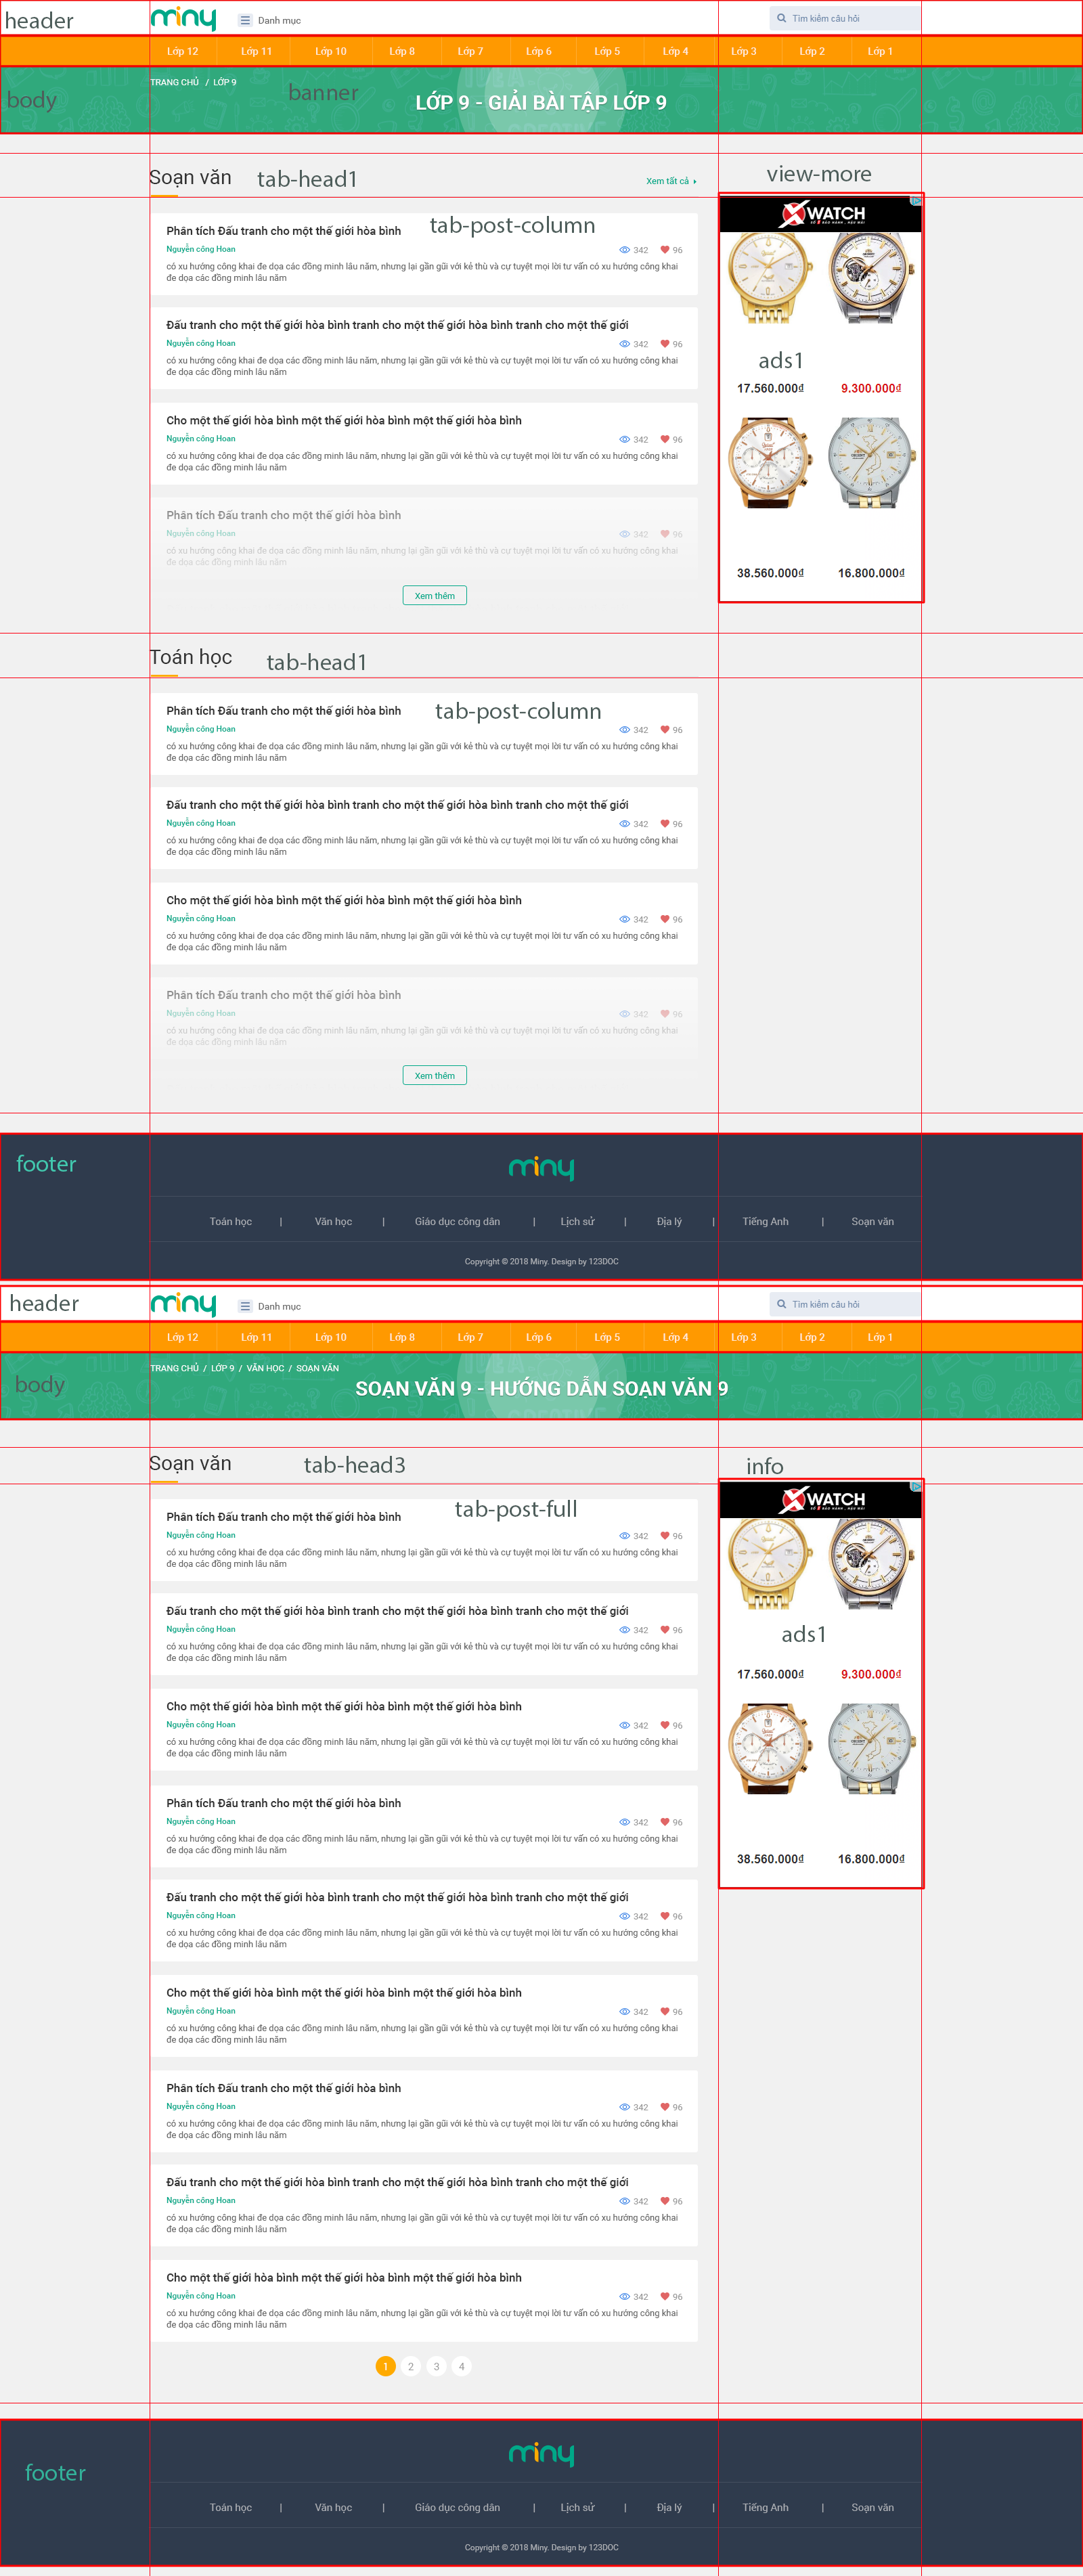 header
miny
Danh mục
Tìm kiếm câu hỏi
Lớp 12 Lớp 11 Lớp 10 Lớp 8 Lớp 7 Lớp 6 Lớp 5 Lớp 4 Lớp 3 Lớp 2 Lớp 1
TRANG CHỦ / LỚP 9
body
banner
LỚP 9 - GIẢI BÀI TẬP LỚP 9
CREATIVE
Soạn văn
tab-head1
Xem tất cả
view-more
Phân tích Đấu tranh cho một thế giới hòa bình
tab-post-column
Nguyễn công Hoan
342 96
có xu hướng công khai đe dọa các đồng minh lâu năm, nhưng lại gần gũi với kẻ thù và cự tuyệt mọi lời tư vấn có xu hướng công khai
đe dọa các đồng minh lâu năm
Đấu tranh cho một thế giới hòa bình tranh cho một thế giới hòa bình tranh cho một thế giới
Nguyễn công Hoan
342 96
có xu hướng công khai đe dọa các đồng minh lâu năm, nhưng lại gần gũi với kẻ thù và cự tuyệt mọi lời tư vấn có xu hướng công khai
đe dọa các đồng minh lâu năm
Cho một thế giới hòa bình một thế giới hòa bình một thế giới hòa bình
Nguyễn công Hoan
342 96
có xu hướng công khai đe dọa các đồng minh lâu năm, nhưng lại gần gũi với kẻ thù và cự tuyệt mọi lời tư vấn có xu hướng công khai
đe dọa các đồng minh lâu năm
Phân tích Đấu tranh cho một thế giới hòa bình
Nguyễn công Hoan
342 96
có xu hướng công khai đe dọa các đồng minh lâu năm, nhưng lại gần gũi với kẻ thù và cự tuyệt mọi lời tư vấn có xu hướng công khai
đe dọa các đồng minh lâu năm
Xem thêm
XWATCH
ads1
17.560.000₫ 9.300.000₫
38.560.000₫ 16.800.000₫
Toán học
tab-head1
Phân tích Đấu tranh cho một thế giới hòa bình
tab-post-column
Nguyễn công Hoan
342 96
có xu hướng công khai đe dọa các đồng minh lâu năm, nhưng lại gần gũi với kẻ thù và cự tuyệt mọi lời tư vấn có xu hướng công khai
đe dọa các đồng minh lâu năm
Đấu tranh cho một thế giới hòa bình tranh cho một thế giới hòa bình tranh cho một thế giới
Nguyễn công Hoan
342 96
có xu hướng công khai đe dọa các đồng minh lâu năm, nhưng lại gần gũi với kẻ thù và cự tuyệt mọi lời tư vấn có xu hướng công khai
đe dọa các đồng minh lâu năm
Cho một thế giới hòa bình một thế giới hòa bình một thế giới hòa bình
Nguyễn công Hoan
342 96
có xu hướng công khai đe dọa các đồng minh lâu năm, nhưng lại gần gũi với kẻ thù và cự tuyệt mọi lời tư vấn có xu hướng công khai
đe dọa các đồng minh lâu năm
Phân tích Đấu tranh cho một thế giới hòa bình
Nguyễn công Hoan
342 96
có xu hướng công khai đe dọa các đồng minh lâu năm, nhưng lại gần gũi với kẻ thù và cự tuyệt mọi lời tư vấn có xu hướng công khai
đe dọa các đồng minh lâu năm
Xem thêm
footer
miny
Toán học | Văn học | Giáo dục công dân | Lịch sử | Địa lý | Tiếng Anh | Soạn văn
Copyright © 2018 Miny. Design by 123DOC
header
miny
Danh mục
Tìm kiếm câu hỏi
Lớp 12 Lớp 11 Lớp 10 Lớp 8 Lớp 7 Lớp 6 Lớp 5 Lớp 4 Lớp 3 Lớp 2 Lớp 1
TRANG CHỦ / LỚP 9 / VĂN HỌC / SOẠN VĂN
body
SOẠN VĂN 9 - HƯỚNG DẪN SOẠN VĂN 9
CREATIVE
Soạn văn
tab-head3
info
Phân tích Đấu tranh cho một thế giới hòa bình
tab-post-full
Nguyễn công Hoan
342 96
có xu hướng công khai đe dọa các đồng minh lâu năm, nhưng lại gần gũi với kẻ thù và cự tuyệt mọi lời tư vấn có xu hướng công khai
đe dọa các đồng minh lâu năm
Đấu tranh cho một thế giới hòa bình tranh cho một thế giới hòa bình tranh cho một thế giới
Nguyễn công Hoan
342 96
có xu hướng công khai đe dọa các đồng minh lâu năm, nhưng lại gần gũi với kẻ thù và cự tuyệt mọi lời tư vấn có xu hướng công khai
đe dọa các đồng minh lâu năm
Cho một thế giới hòa bình một thế giới hòa bình một thế giới hòa bình
Nguyễn công Hoan
342 96
có xu hướng công khai đe dọa các đồng minh lâu năm, nhưng lại gần gũi với kẻ thù và cự tuyệt mọi lời tư vấn có xu hướng công khai
đe dọa các đồng minh lâu năm
Phân tích Đấu tranh cho một thế giới hòa bình
Nguyễn công Hoan
342 96
có xu hướng công khai đe dọa các đồng minh lâu năm, nhưng lại gần gũi với kẻ thù và cự tuyệt mọi lời tư vấn có xu hướng công khai
đe dọa các đồng minh lâu năm
Đấu tranh cho một thế giới hòa bình tranh cho một thế giới hòa bình tranh cho một thế giới
Nguyễn công Hoan
342 96
có xu hướng công khai đe dọa các đồng minh lâu năm, nhưng lại gần gũi với kẻ thù và cự tuyệt mọi lời tư vấn có xu hướng công khai
đe dọa các đồng minh lâu năm
Cho một thế giới hòa bình một thế giới hòa bình một thế giới hòa bình
Nguyễn công Hoan
342 96
có xu hướng công khai đe dọa các đồng minh lâu năm, nhưng lại gần gũi với kẻ thù và cự tuyệt mọi lời tư vấn có xu hướng công khai
đe dọa các đồng minh lâu năm
Phân tích Đấu tranh cho một thế giới hòa bình
Nguyễn công Hoan
342 96
có xu hướng công khai đe dọa các đồng minh lâu năm, nhưng lại gần gũi với kẻ thù và cự tuyệt mọi lời tư vấn có xu hướng công khai
đe dọa các đồng minh lâu năm
Đấu tranh cho một thế giới hòa bình tranh cho một thế giới hòa bình tranh cho một thế giới
Nguyễn công Hoan
342 96
có xu hướng công khai đe dọa các đồng minh lâu năm, nhưng lại gần gũi với kẻ thù và cự tuyệt mọi lời tư vấn có xu hướng công khai
đe dọa các đồng minh lâu năm
Cho một thế giới hòa bình một thế giới hòa bình một thế giới hòa bình
Nguyễn công Hoan
342 96
có xu hướng công khai đe dọa các đồng minh lâu năm, nhưng lại gần gũi với kẻ thù và cự tuyệt mọi lời tư vấn có xu hướng công khai
đe dọa các đồng minh lâu năm
1 2 3 4
XWATCH
ads1
17.560.000₫ 9.300.000₫
38.560.000₫ 16.800.000₫
footer
miny
Toán học | Văn học | Giáo dục công dân | Lịch sử | Địa lý | Tiếng Anh | Soạn văn
Copyright © 2018 Miny. Design by 123DOC